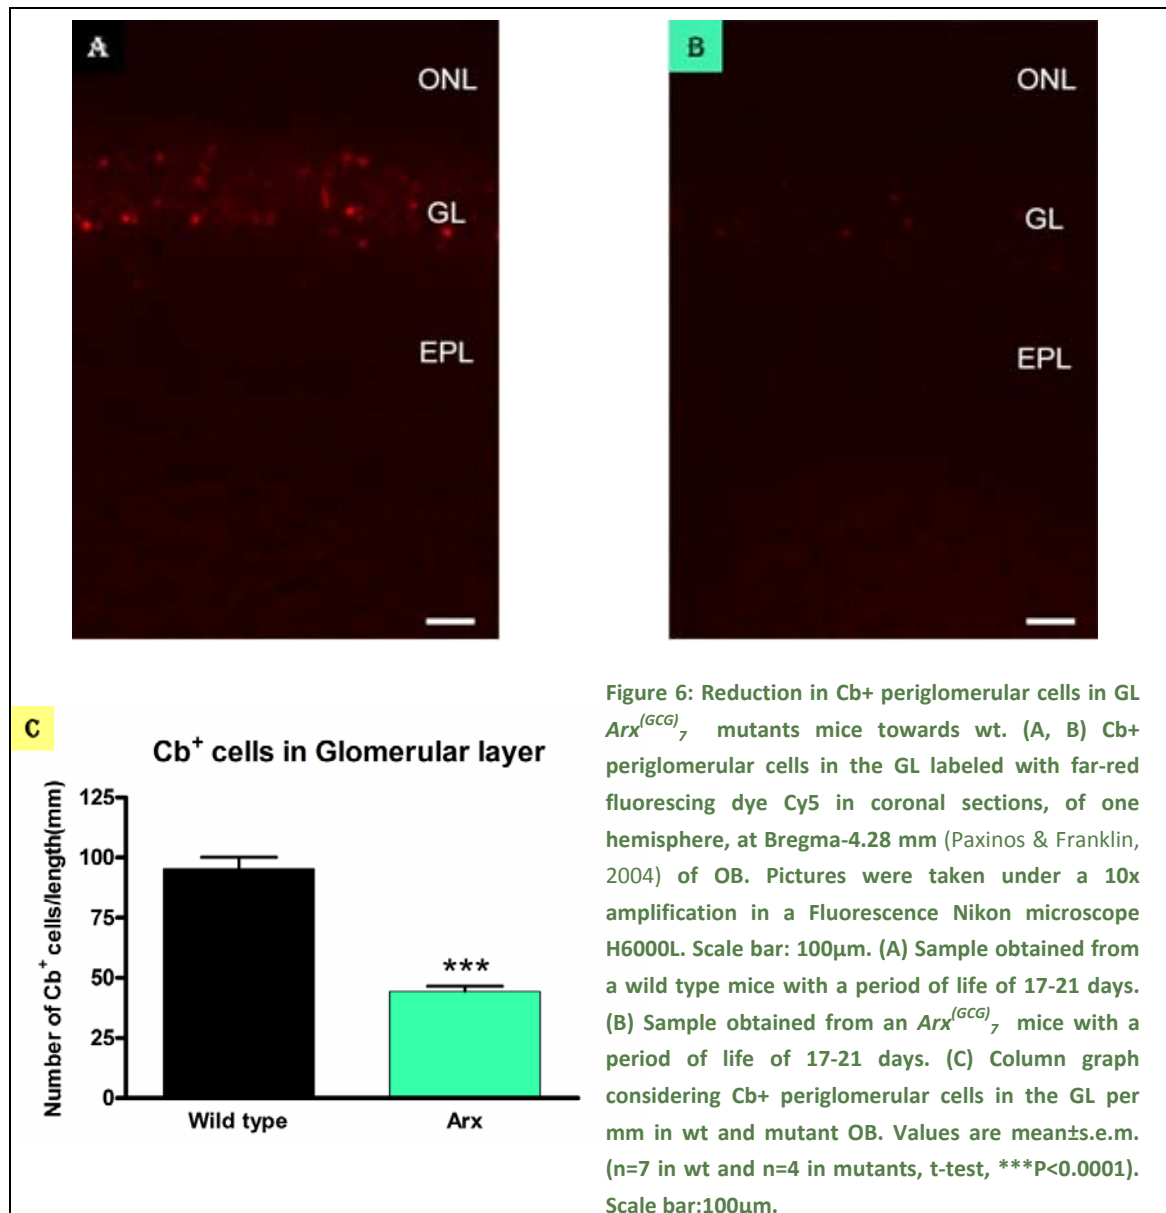 A
ONL
GL
EPL
B
ONL
GL
EPL
C
Cb+ cells in Glomerular layer
Number of Cb+ cells/length(mm)
125
100
75
50
25
0
***
Wild type
Arx
Figure 6: Reduction in Cb+ periglomerular cells in GL
Arx(GCG)7 mutants mice towards wt. (A, B) Cb+
periglomerular cells in the GL labeled with far-red
fluorescing dye Cy5 in coronal sections, of one
hemisphere, at Bregma-4.28 mm (Paxinos & Franklin,
2004) of OB. Pictures were taken under a 10x
amplification in a Fluorescence Nikon microscope
H6000L. Scale bar: 100µm. (A) Sample obtained from
a wild type mice with a period of life of 17-21 days.
(B) Sample obtained from an Arx(GCG)7 mice with a
period of life of 17-21 days. (C) Column graph
considering Cb+ periglomerular cells in the GL per
mm in wt and mutant OB. Values are mean±s.e.m.
(n=7 in wt and n=4 in mutants, t-test, ***P<0.0001).
Scale bar:100µm.